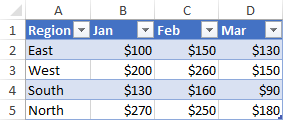 A B C D
1 Region Jan Feb Mar
2 East $100 $150 $130
3 West $200 $260 $150
4 South $130 $160 $90
5 North $270 $250 $180